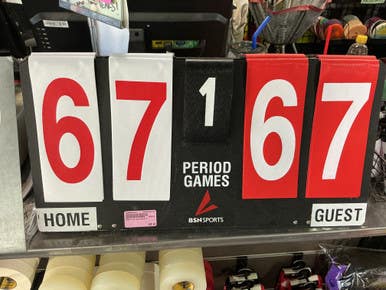 67 1 67
PERIOD
GAMES
BSN SPORTS
HOME
GUEST